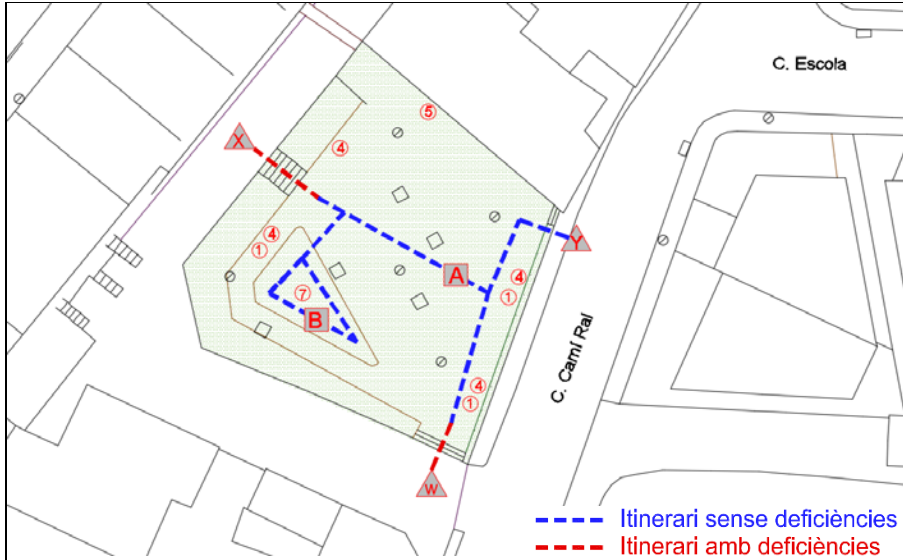 C. Escola
⑤
X
④
④
①
Y
A
④
①
⑦
B
C. Camí Ral
④
①
W
Itinerari sense deficiències
Itinerari amb deficiències